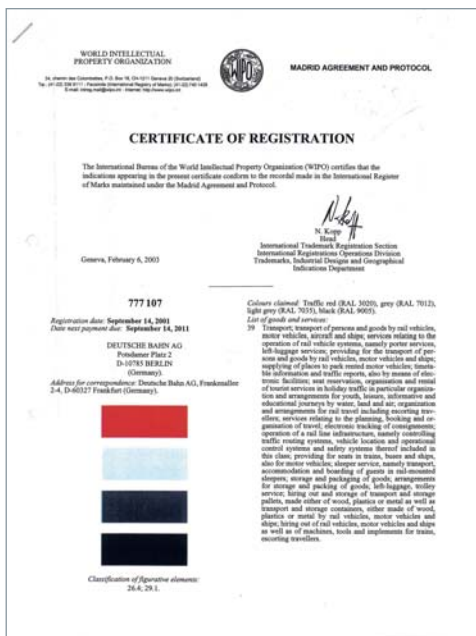 WORLD INTELLECTUAL
PROPERTY ORGANIZATION
34, chemin des Colombettes, P.O. Box 18, CH-1211 Geneva 20 (Switzerland)
WIPO
MADRID AGREEMENT AND PROTOCOL
CERTIFICATE OF REGISTRATION
The International Bureau of the World Intellectual Property Organization (WIPO) certifies that the
indications appearing in the present certificate conform to the recordal made in the International Register
of Marks maintained under the Madrid Agreement and Protocol.
N. Kopp
Head
International Trademark Registration Section
International Registrations Operations Division
Trademarks, Industrial Designs and Geographical
Indications Department
Geneva, February 6, 2003
777 107
Registration date: September 14, 2001
Date next payment due: September 14, 2011
DEUTSCHE BAHN AG
Potsdamer Platz 2
D-10785 BERLIN
(Germany).
Address for correspondence: Deutsche Bahn AG, Frankenallee
2-4, D-60327 Frankfurt (Germany).
Classification of figurative elements:
26.4; 29.1.
Colours claimed: Traffic red (RAL 3020), grey (RAL 7012),
light grey (RAL 7035), black (RAL 9005).
List of goods and services:
39 Transport; transport of persons and goods by rail vehicles,
motor vehicles, aircraft and ships; services relating to the
operation of rail vehicle systems, namely porter services,
left-luggage services; providing for the transport of per-
sons and goods by rail vehicles, motor vehicles and ships;
supplying of places to park rented motor vehicles; timeta-
ble information and traffic reports, also by means of elec-
tronic facilities; seat reservation, organisation and rental
of tourist services in holiday traffic in particular organiza-
tion and arrangements for youth, leisure, informative and
educational journeys by water, land and air; organization
and arrangements for rail travel including escorting trav-
ellers; services relating to the planning, booking and or-
ganisation of travel; electronic tracking of consignments;
operation of a rail line infrastructure, namely controlling
traffic routing systems, vehicle location and operational
control systems and safety systems thereof included in
this class; providing for seats in trains, buses and ships,
also for motor vehicles; sleeper service, namely transport,
accommodation and boarding of guests in rail-mounted
sleepers; storage and packaging of goods; arrangements
for storage and packing of goods; left-luggage, trolley
service; hiring out and storage of transport and storage
pallets, made either of wood, plastics or metal as well as
transport and storage containers, either made of wood,
plastics or metal by rail vehicles, motor vehicles and
ships; hiring out of rail vehicles, motor vehicles and ships
as well as of machines, tools and implements for trains,
escorting travellers.